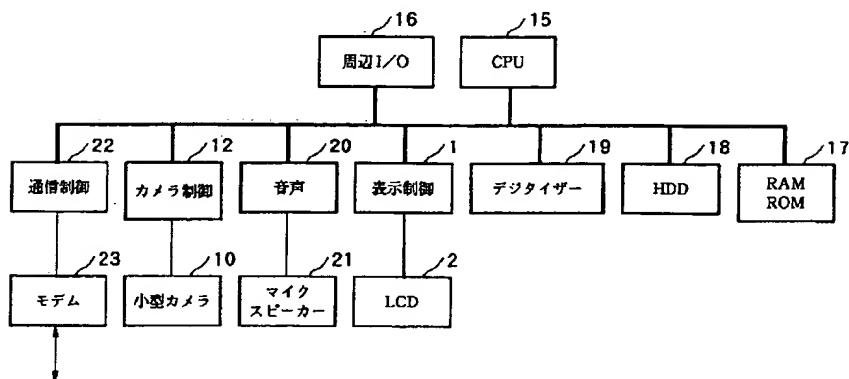 16
15
周辺I/O
CPU
22
12
20
1
19
18
17
通信制御
カメラ制御
音声
表示制御
デジタイザー
HDD
RAM
ROM
23
10
21
2
モデム
小型カメラ
マイク
スピーカー
LCD